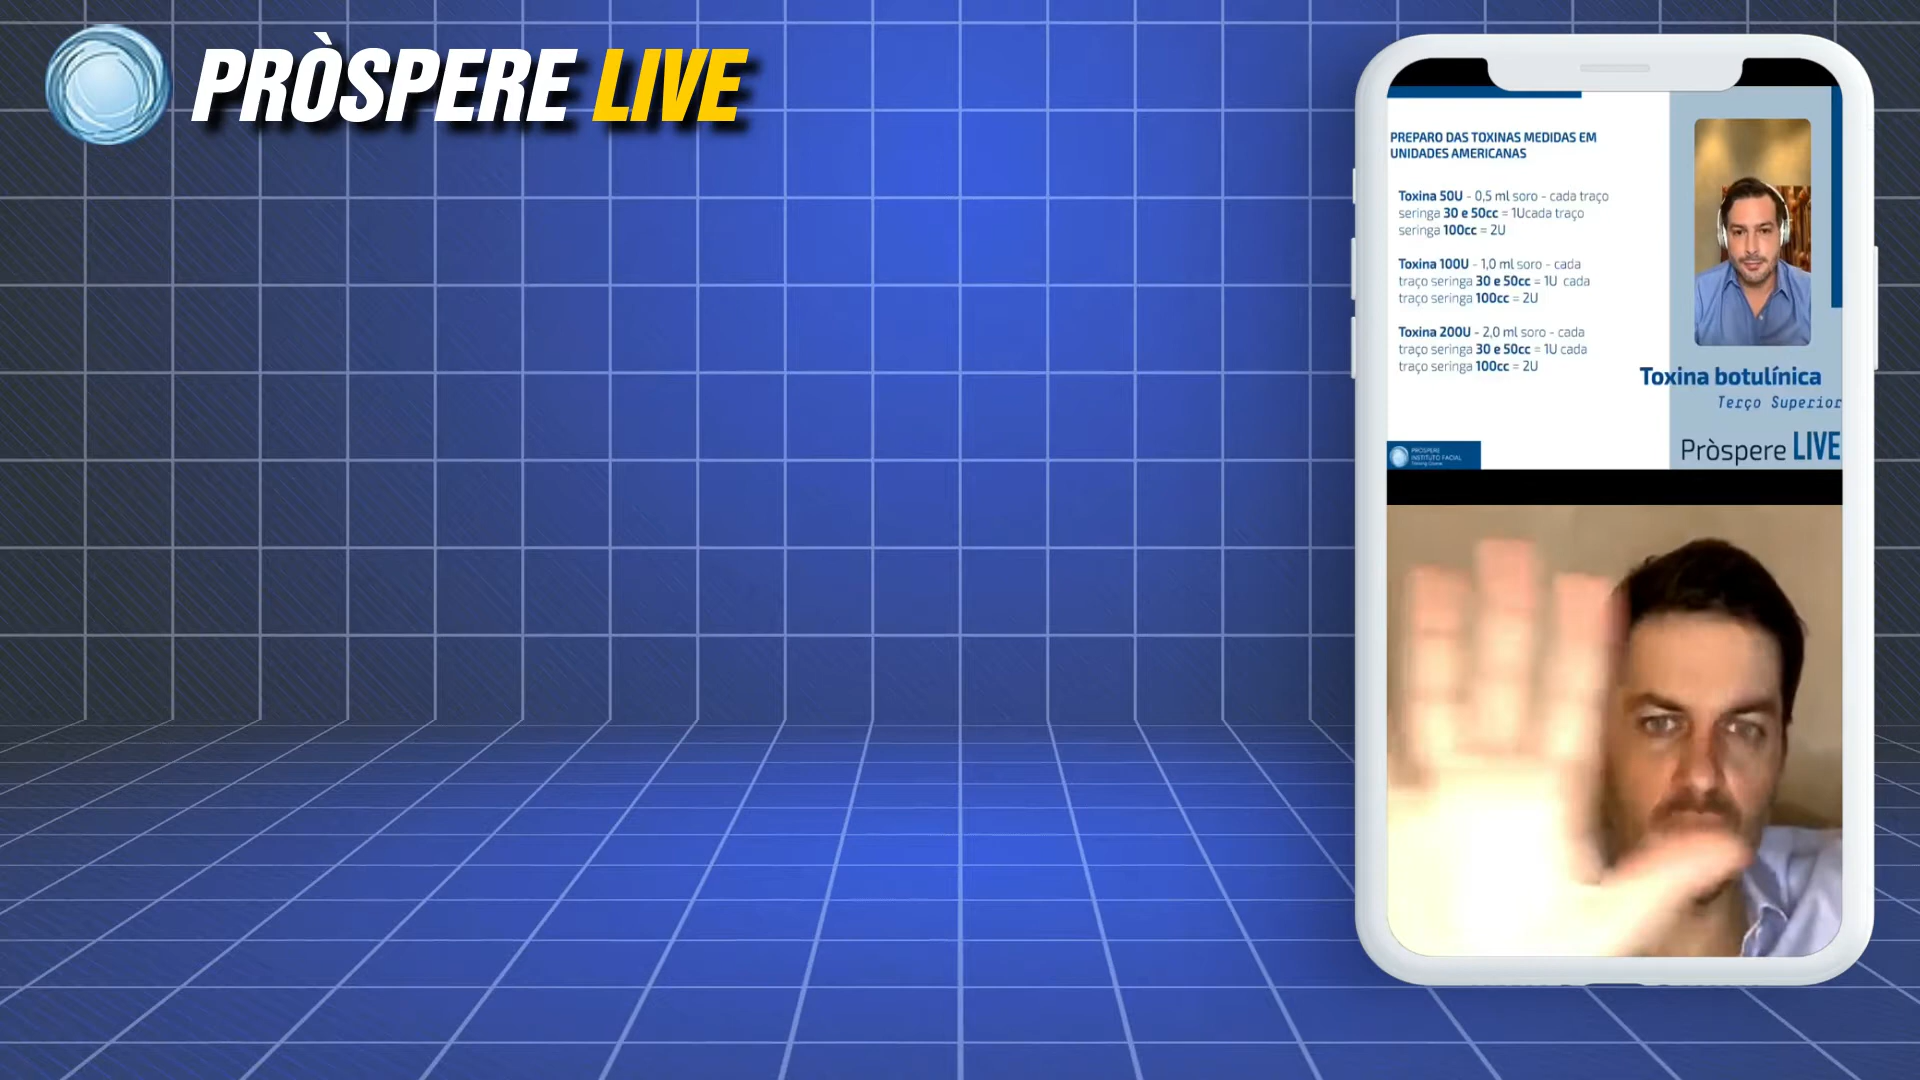 PRÒSPERE LIVE
PREPARO DAS TOXINAS MEDIDAS EM
UNIDADES AMERICANAS
Toxina 50U - 0,5 ml soro - cada traço
seringa 30 e 50cc = 1Ucada traço
seringa 100cc = 2U
Toxina 100U - 1,0 ml soro - cada
traço seringa 30 e 50cc = 1U cada
traço seringa 100cc = 2U
Toxina 200U - 2,0 ml soro - cada
traço seringa 30 e 50cc = 1U cada
traço seringa 100cc = 2U
Toxina botulínica
Terço Superior
Pròspere LIVE
PRÒSPERE
INSTITUTO FACIAL